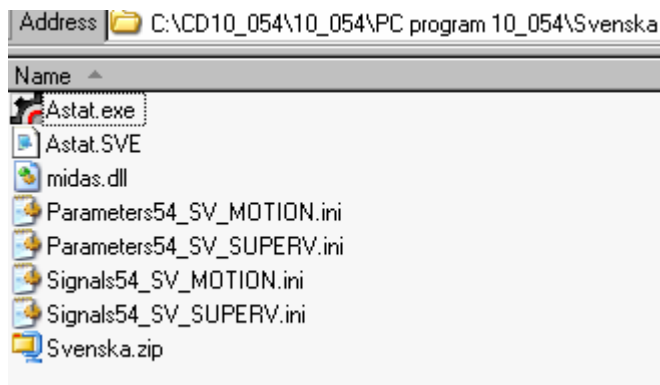 Address C:\CD10_054\10_054\PC program 10_054\Svenska
Name
Astat.exe
Astat.SVE
midas.dll
Parameters54_SV_MOTION.ini
Parameters54_SV_SUPERV.ini
Signals54_SV_MOTION.ini
Signals54_SV_SUPERV.ini
Svenska.zip